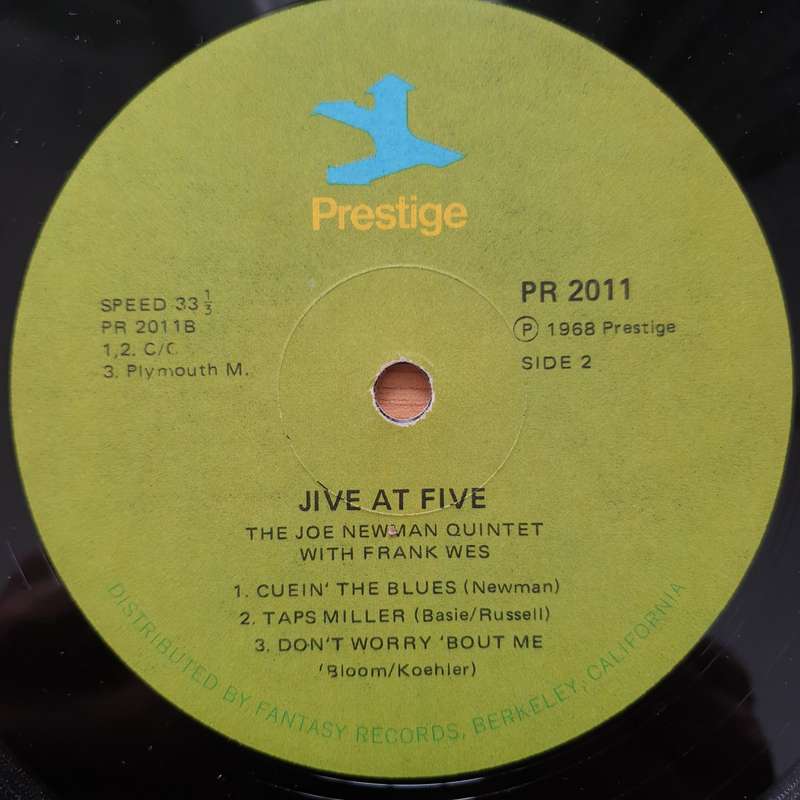 Prestige
SPEED 33 1/3
PR 2011B
1,2. C/C
3. Plymouth M.
PR 2011
Ⓟ 1968 Prestige
SIDE 2
JIVE AT FIVE
THE JOE NEWMAN QUINTET
WITH FRANK WES
1. CUEIN' THE BLUES (Newman)
2. TAPS MILLER (Basie/Russell)
3. DON'T WORRY 'BOUT ME
'Bloom/Koehler)
DISTRIBUTED BY FANTASY RECORDS, BERKELEY, CALIFORNIA